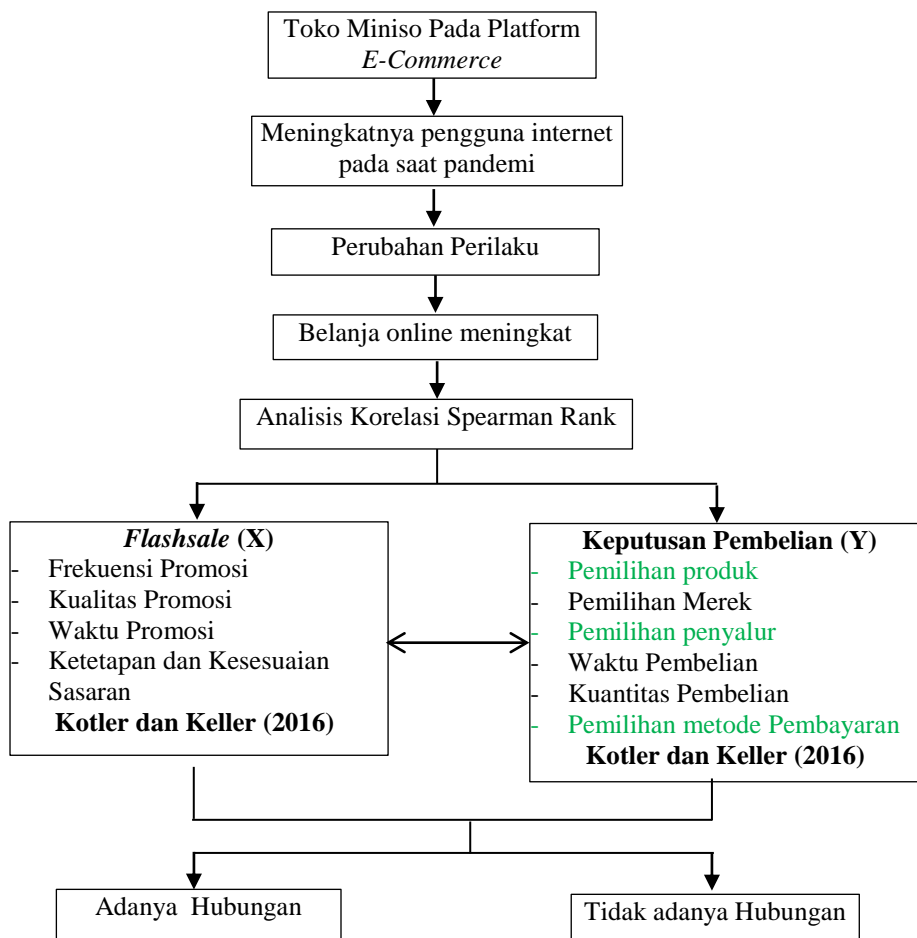 Toko Miniso Pada Platform
E-Commerce
Meningkatnya pengguna internet
pada saat pandemi
Perubahan Perilaku
Belanja online meningkat
Analisis Korelasi Spearman Rank
Flashsale (X)
- Frekuensi Promosi
- Kualitas Promosi
- Waktu Promosi
- Ketetapan dan Kesesuaian
Sasaran
Kotler dan Keller (2016)
Keputusan Pembelian (Y)
- Pemilihan produk
- Pemilihan Merek
- Pemilihan penyalur
- Waktu Pembelian
- Kuantitas Pembelian
- Pemilihan metode Pembayaran
Kotler dan Keller (2016)
Adanya Hubungan
Tidak adanya Hubungan